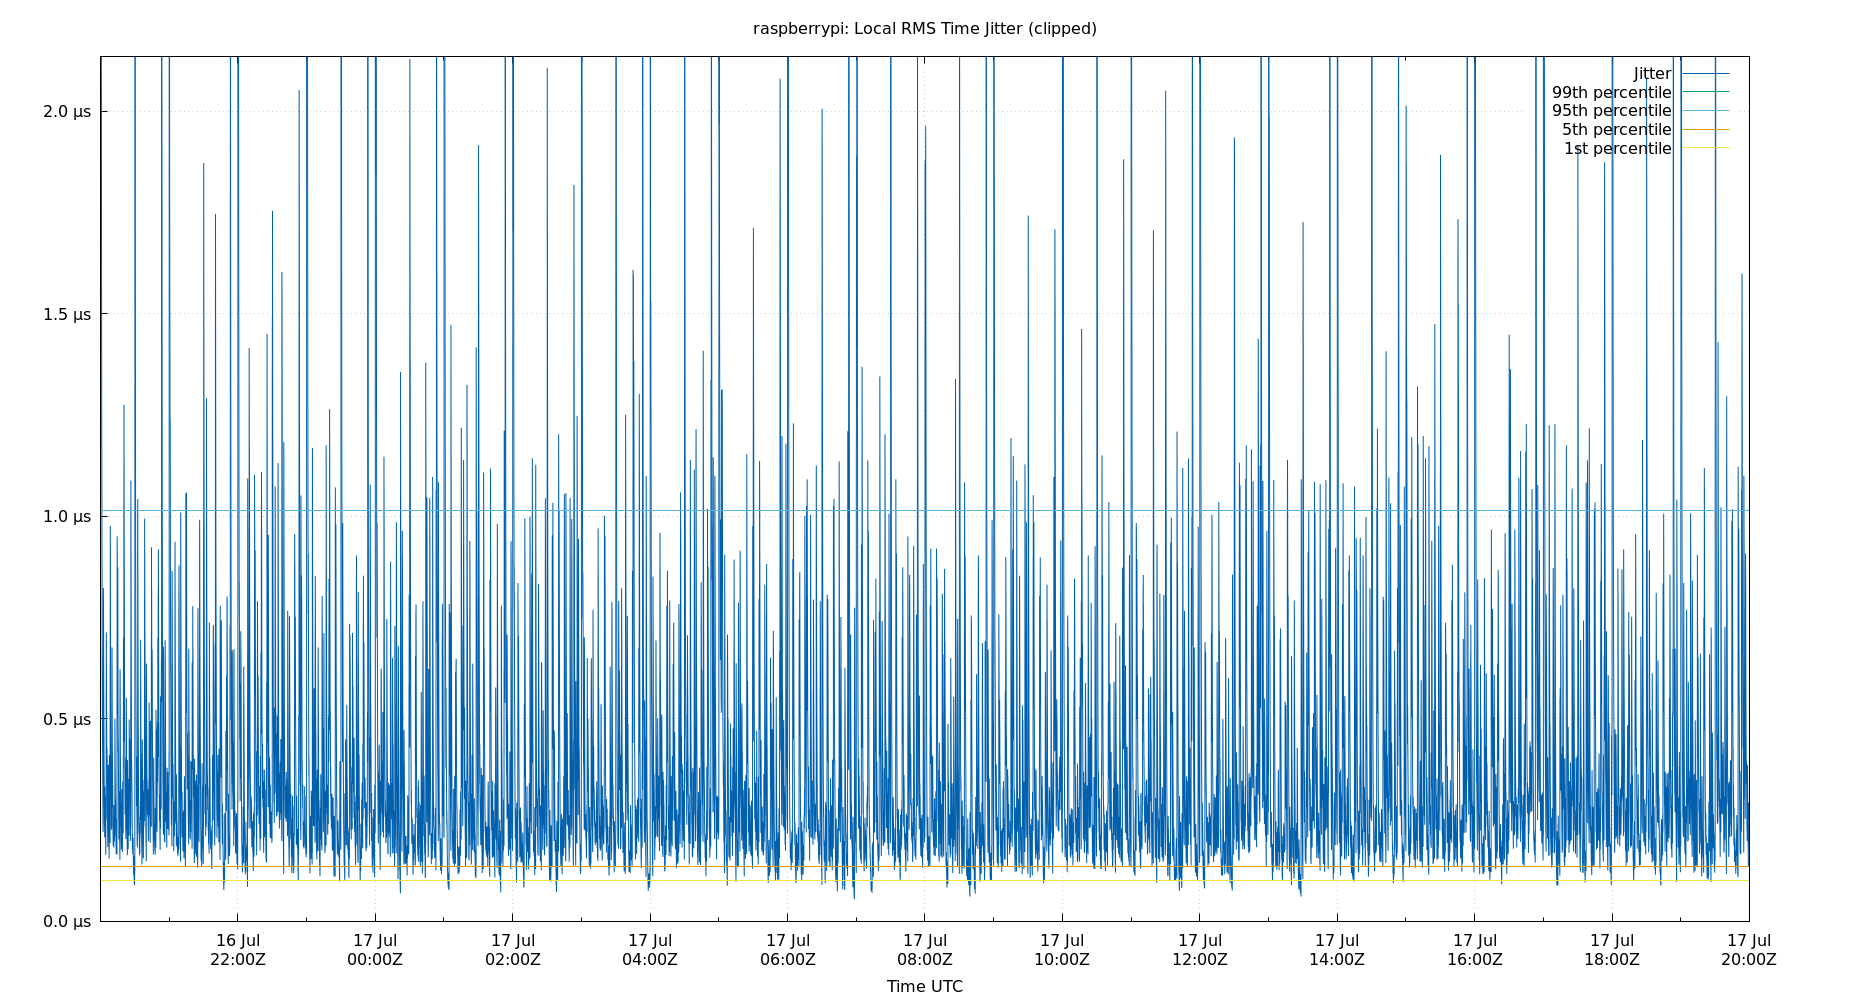 raspberrypi: Local RMS Time Jitter (clipped)
Jitter
99th percentile
95th percentile
5th percentile
1st percentile
2.0 µs
1.5 µs
1.0 µs
0.5 µs
0.0 µs
16 Jul 17 Jul 17 Jul 17 Jul 17 Jul 17 Jul 17 Jul 17 Jul 17 Jul 17 Jul 17 Jul 17 Jul
22:00Z 00:00Z 02:00Z 04:00Z 06:00Z 08:00Z 10:00Z 12:00Z 14:00Z 16:00Z 18:00Z 20:00Z
Time UTC